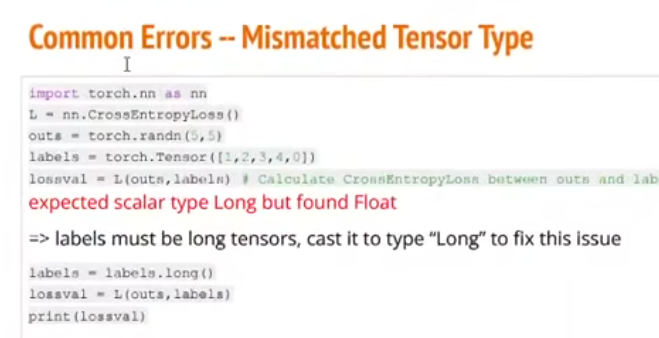 Common Errors -- Mismatched Tensor Type
import torch.nn as nn
L = nn.CrossEntropyLoss()
outs = torch.randn(5,5)
labels = torch.Tensor([1,2,3,4,0])
lossval = L(outs,labels) # Calculate CrossEntropyLoss between outs and lab
expected scalar type Long but found Float
=> labels must be long tensors, cast it to type “Long” to fix this issue
labels = labels.long()
lossval = L(outs,labels)
print(lossval)